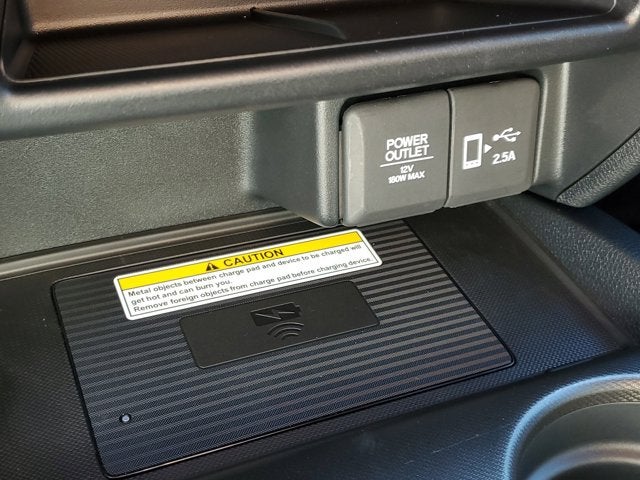 POWER
OUTLET
12V
180W MAX
2.5A
CAUTION
Metal objects between charge pad and device to be charged will
get hot and can burn you.
Remove foreign objects from charge pad before charging device.